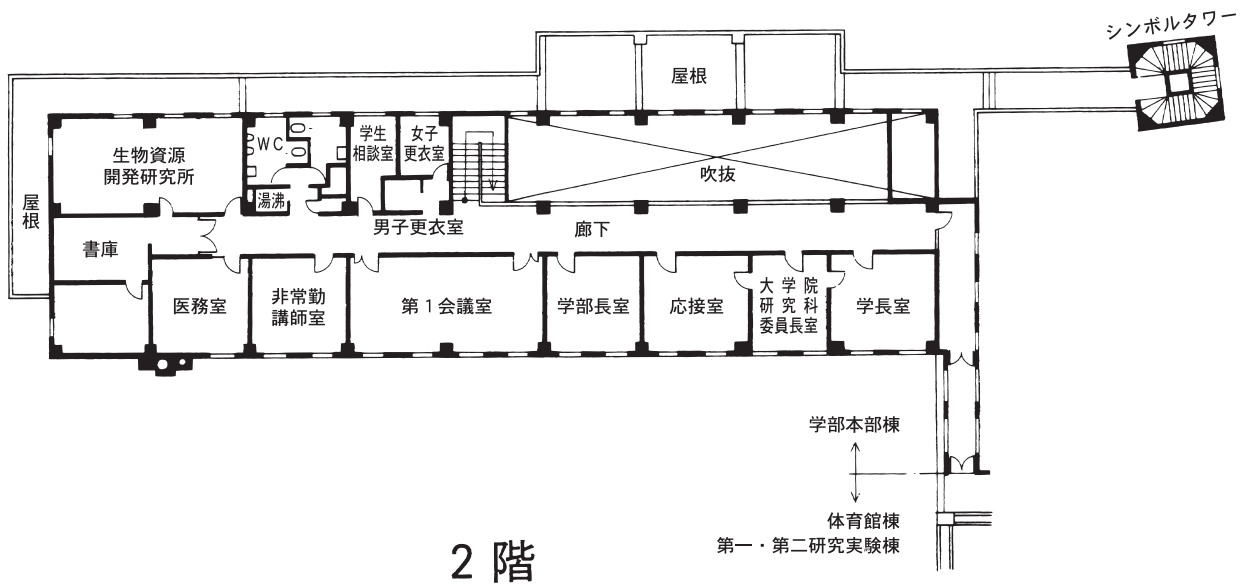 シンボルタワー
屋根
生物資源
開発研究所
WC
湯沸
学生
相談室
女子
更衣室
吹抜
屋根
書庫
男子更衣室
廊下
医務室
非常勤
講師室
第1会議室
学部長室
応接室
大学院
研究科
委員長室
学長室
学部本部棟
体育館棟
第一・第二研究実験棟
2階